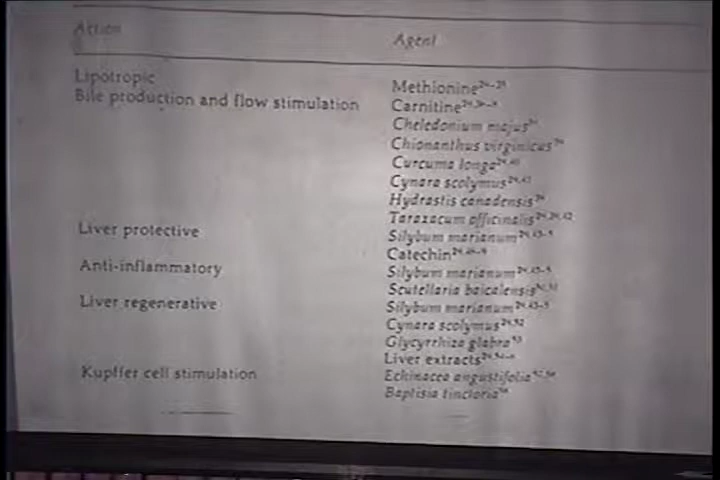 Action Agent
Lipotropic Methionine
Bile production and flow stimulation Carnitine
Cheledonium majus
Chionanthus virginicus
Curcuma longa
Cynara scolymus
Hydrastis canadensis
Taraxacum officinalis
Liver protective Silybum marianum
Catechin
Anti-inflammatory Silybum marianum
Scutellaria baicalensis
Liver regenerative Silybum marianum
Cynara scolymus
Glycyrrhiza glabra
Liver extracts
Kupffer cell stimulation Echinacea angustifolia
Baptisia tinctoria